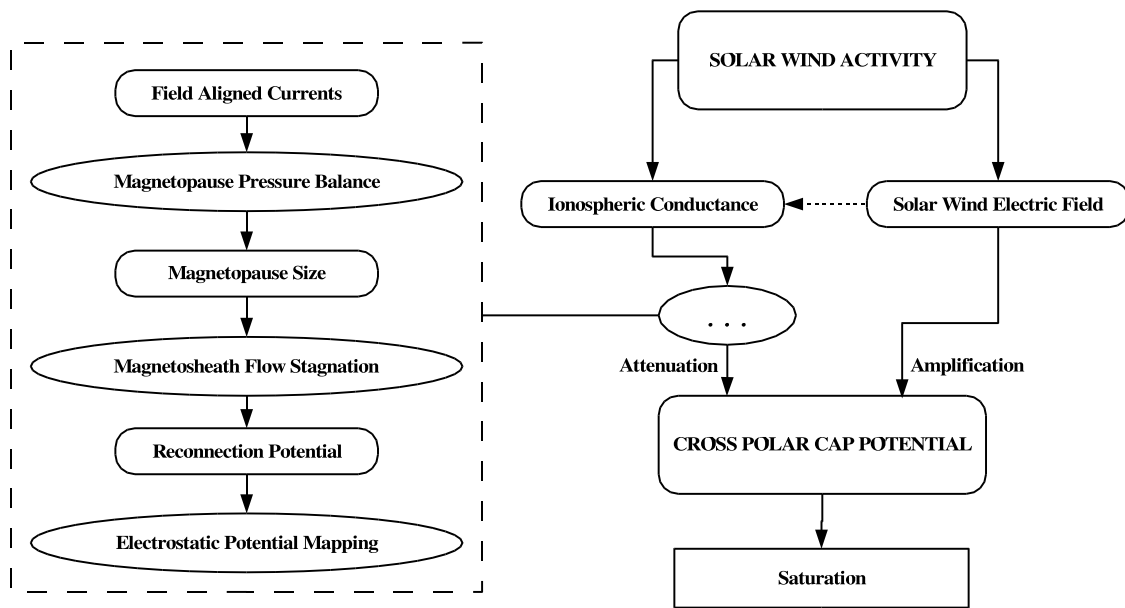 Field Aligned Currents
Magnetopause Pressure Balance
Magnetopause Size
Magnetosheath Flow Stagnation
Reconnection Potential
Electrostatic Potential Mapping
SOLAR WIND ACTIVITY
Ionospheric Conductance
Solar Wind Electric Field
. . .
Attenuation
Amplification
CROSS POLAR CAP POTENTIAL
Saturation